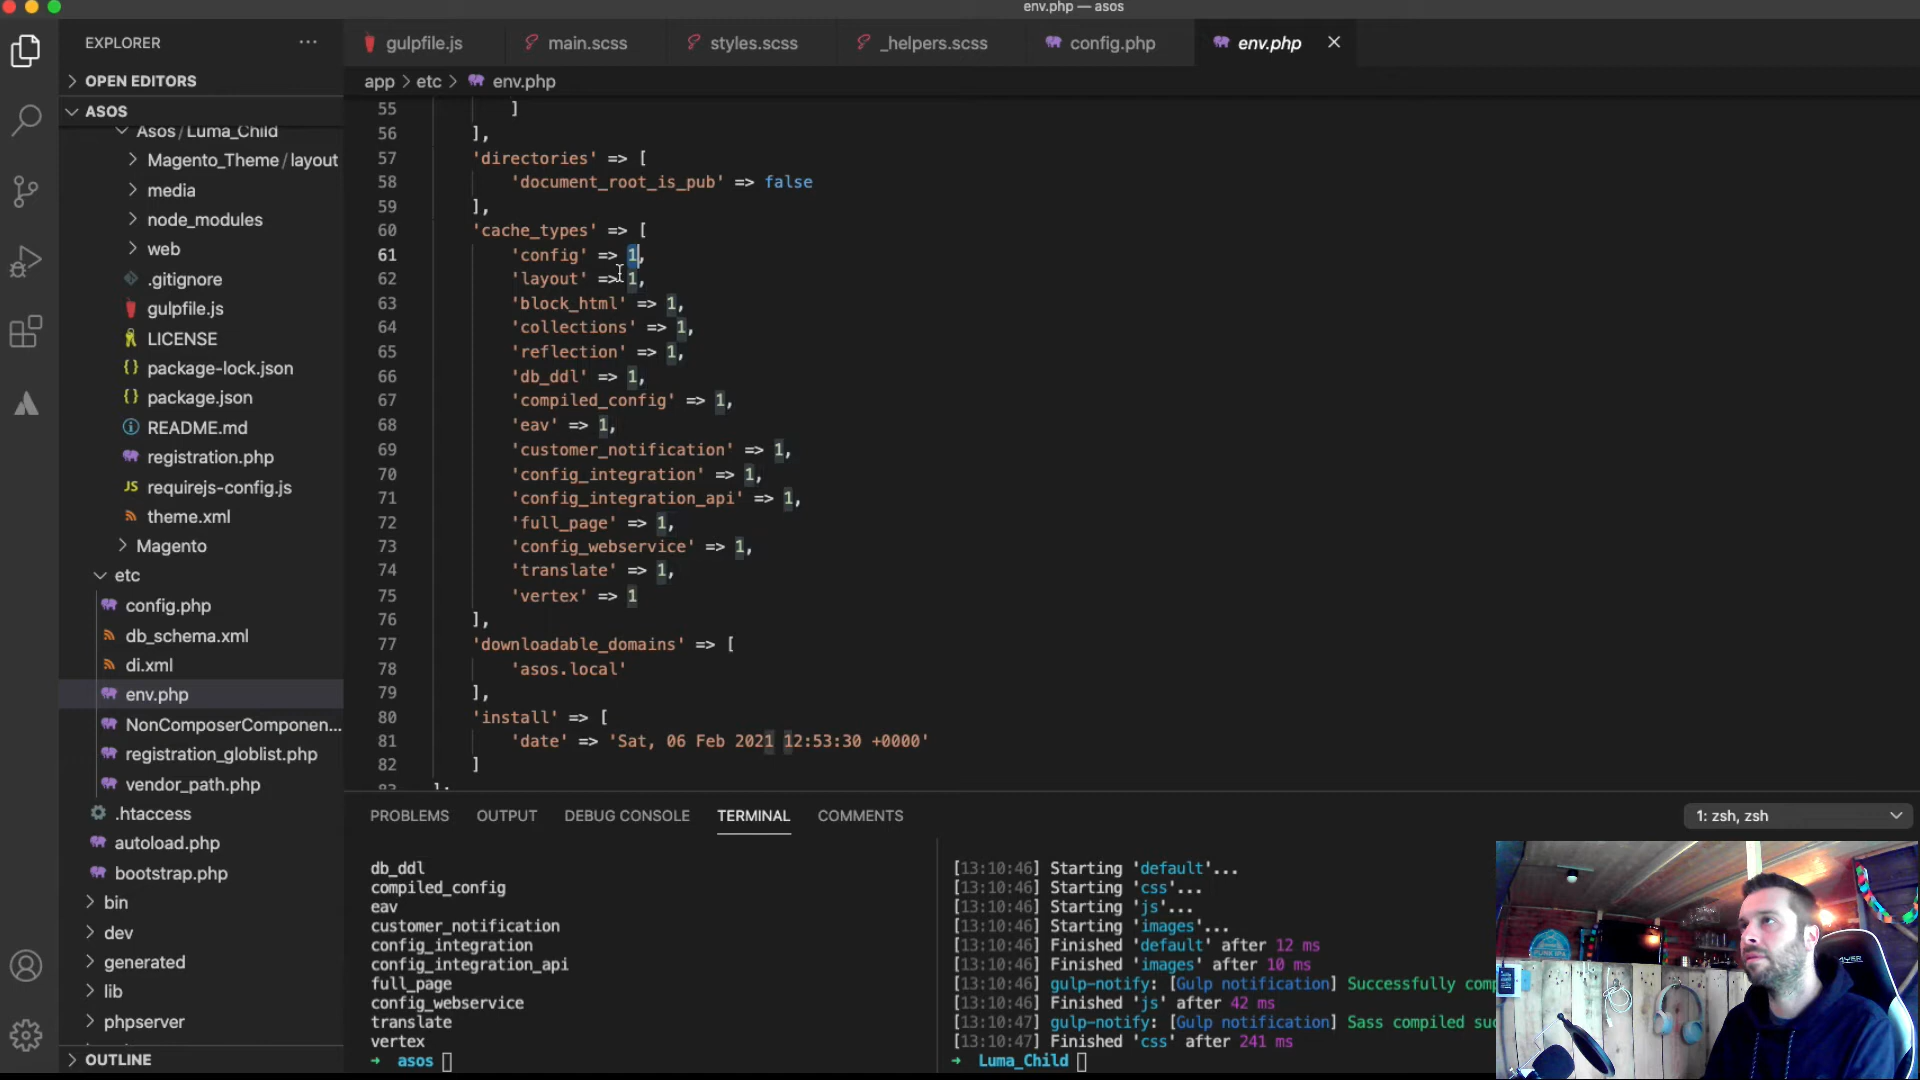 env.php — asos
EXPLORER
OPEN EDITORS
ASOS
Asos / Luma_Child
Magento_Theme / layout
media
node_modules
web
.gitignore
gulpfile.js
LICENSE
package-lock.json
package.json
README.md
registration.php
JS requirejs-config.js
theme.xml
Magento
etc
config.php
db_schema.xml
di.xml
env.php
NonComposerComponen...
registration_globlist.php
vendor_path.php
.htaccess
autoload.php
bootstrap.php
bin
dev
generated
lib
phpserver
OUTLINE
gulpfile.js main.scss styles.scss _helpers.scss config.php env.php
app > etc > env.php
55 ]
56 ],
57 'directories' => [
58 'document_root_is_pub' => false
59 ],
60 'cache_types' => [
61 'config' => 1,
62 'layout' => 1,
63 'block_html' => 1,
64 'collections' => 1,
65 'reflection' => 1,
66 'db_ddl' => 1,
67 'compiled_config' => 1,
68 'eav' => 1,
69 'customer_notification' => 1,
70 'config_integration' => 1,
71 'config_integration_api' => 1,
72 'full_page' => 1,
73 'config_webservice' => 1,
74 'translate' => 1,
75 'vertex' => 1
76 ],
77 'downloadable_domains' => [
78 'asos.local'
79 ],
80 'install' => [
81 'date' => 'Sat, 06 Feb 2021 12:53:30 +0000'
82 ]
83 ];
PROBLEMS OUTPUT DEBUG CONSOLE TERMINAL COMMENTS
1: zsh, zsh
db_ddl
compiled_config
eav
customer_notification
config_integration
config_integration_api
full_page
config_webservice
translate
vertex
➜ asos
[13:10:46] Starting 'default'...
[13:10:46] Starting 'css'...
[13:10:46] Starting 'js'...
[13:10:46] Starting 'images'...
[13:10:46] Finished 'default' after 12 ms
[13:10:46] Finished 'images' after 10 ms
[13:10:46] gulp-notify: [Gulp notification] Successfully com
[13:10:46] Finished 'js' after 42 ms
[13:10:47] gulp-notify: [Gulp notification] Sass compiled suc
[13:10:47] Finished 'css' after 241 ms
➜ Luma_Child